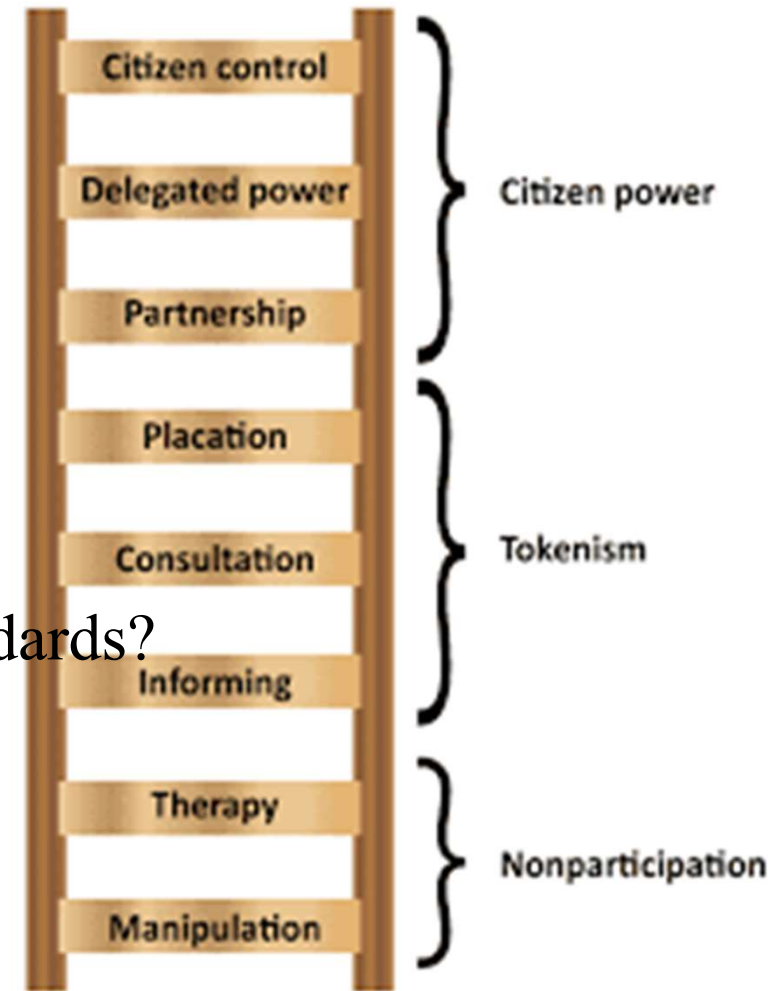 Citizen control
Delegated power
Citizen power
Partnership
Placation
Tokenism
Consultation
dards?
Informing
Therapy
Nonparticipation
Manipulation